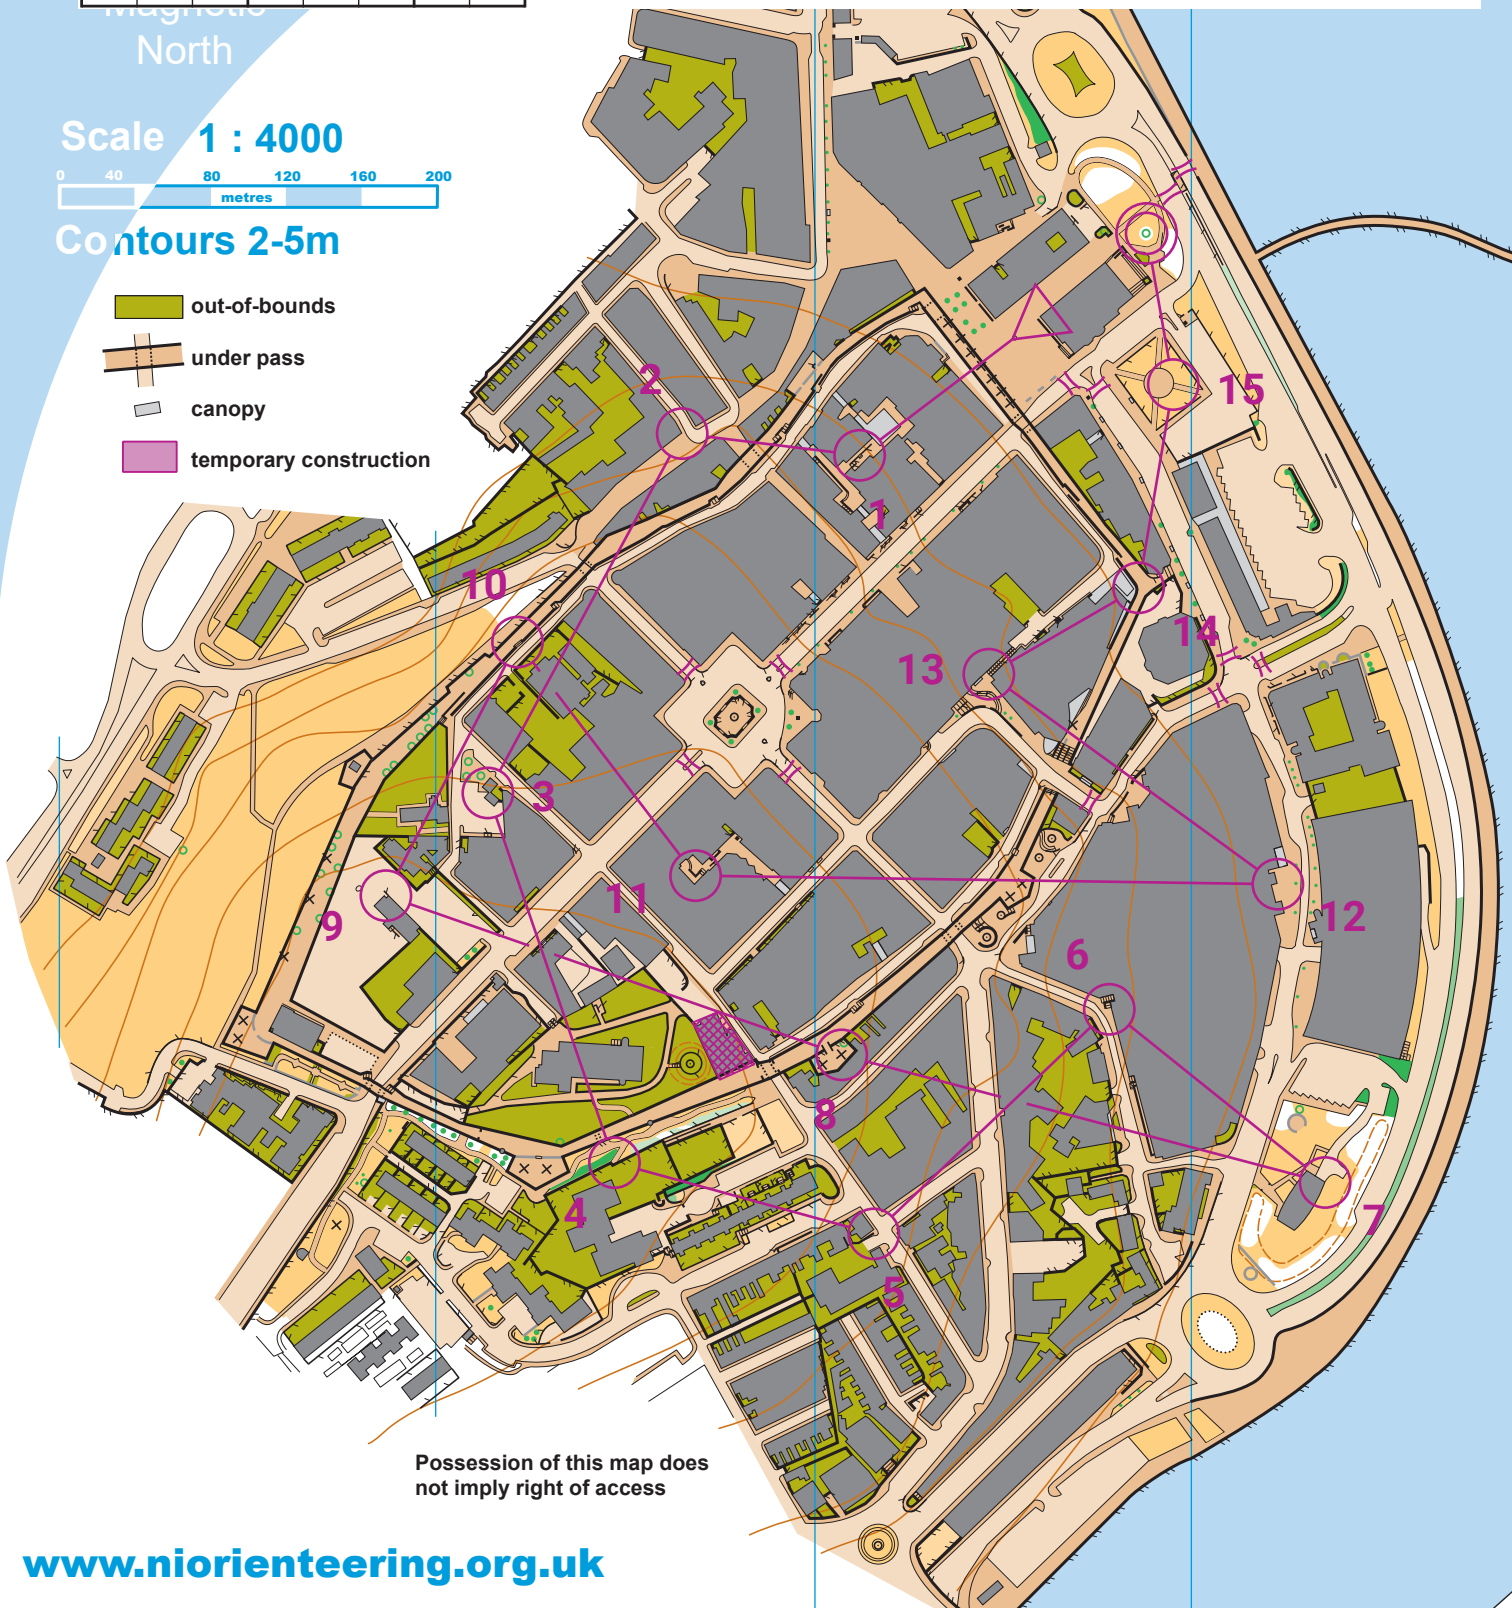 Magnetic
North
Scale 1 : 4000
0 40 80 120 160 200
metres
Contours 2-5m
out-of-bounds
under pass
canopy
temporary construction
2
15
1
10
14
13
3
11
9
12
6
8
4
7
5
Possession of this map does
not imply right of access
www.niorienteering.org.uk